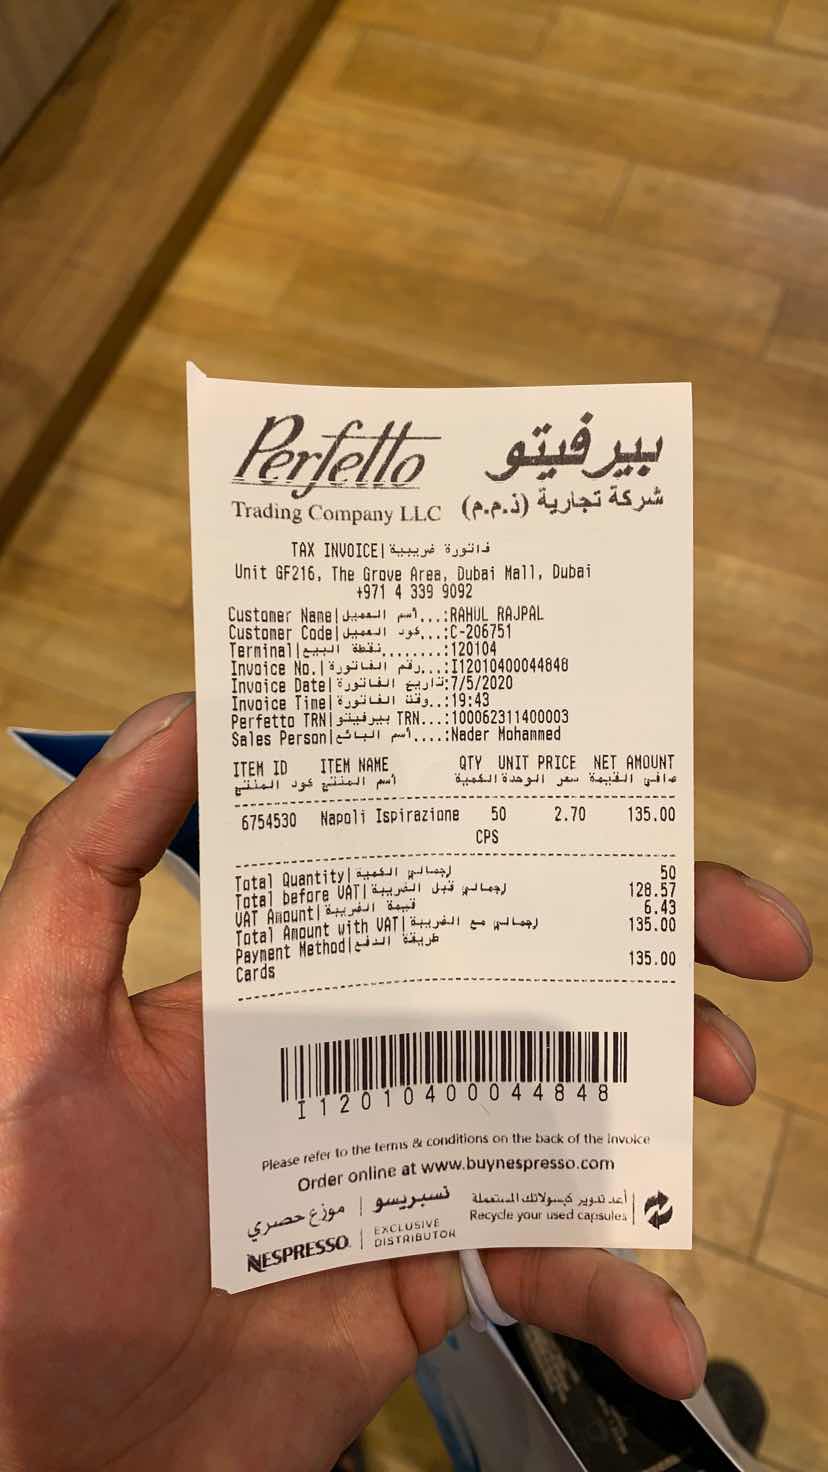 Perfetto بيرفيتو
Trading Company LLC شركة تجارية (ذ.م.م)
TAX INVOICE|فاتورة ضريبية
Unit GF216, The Grove Area, Dubai Mall, Dubai
+971 4 339 9092
Customer Name|أسم العميل...:RAHUL RAJPAL
Customer Code|كود العميل...:C-206751
Terminal|نقطة البيع........:120104
Invoice No.|رقم الفاتورة...:I12010400044848
Invoice Date|تاريخ الفاتورة:7/5/2020
Invoice Time|وقت الفاتورة..:19:43
Perfetto TRN|بيرفيتو TRN...:100062311400003
Sales Person|أسم البائع....:Nader Mohammed
ITEM ID ITEM NAME QTY UNIT PRICE NET AMOUNT
كود المنتج أسم المنتج الكمية سعر الوحدة صافي القيمة
6754530 Napoli Ispirazione 50 2.70 135.00
CPS
Total Quantity|إجمالي الكمية 50
Total before VAT|إجمالي قبل الضريبة 128.57
VAT Amount|قيمة الضريبة 6.43
Total Amount with VAT|إجمالي مع الضريبة 135.00
Payment Method|طريقة الدفع
Cards 135.00
I12010400044848
Please refer to the terms & conditions on the back of the invoice
Order online at www.buynespresso.com
موزع حصري | نسبريسو
أعد تدوير كبسولاتك المستعملة
Recycle your used capsules
NESPRESSO. | EXCLUSIVE
DISTRIBUTOR